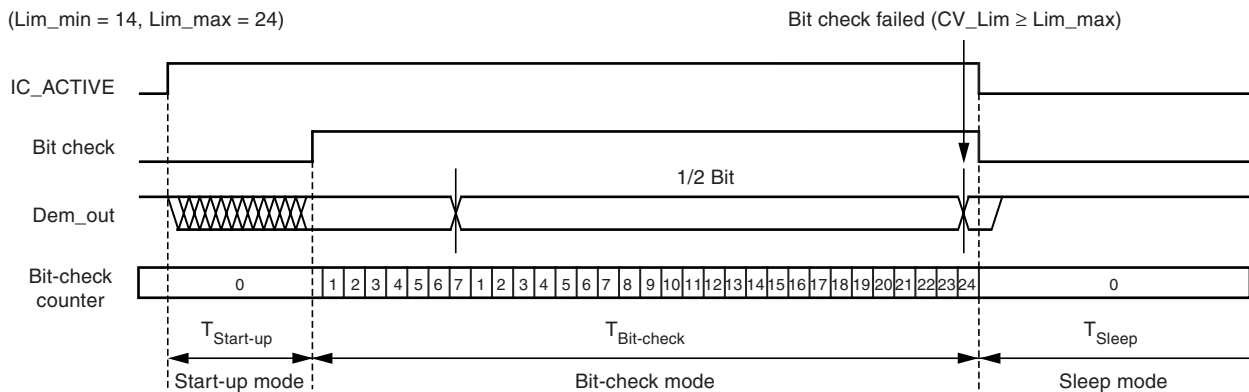 (Lim_min = 14, Lim_max = 24)
Bit check failed (CV_Lim ≥ Lim_max)
IC_ACTIVE
Bit check
1/2 Bit
Dem_out
Bit-check
counter
0 1 2 3 4 5 6 7 1 2 3 4 5 6 7 8 9 10 11 12 13 14 15 16 17 18 19 20 21 22 23 24 0
T Start-up T Bit-check T Sleep
Start-up mode Bit-check mode Sleep mode